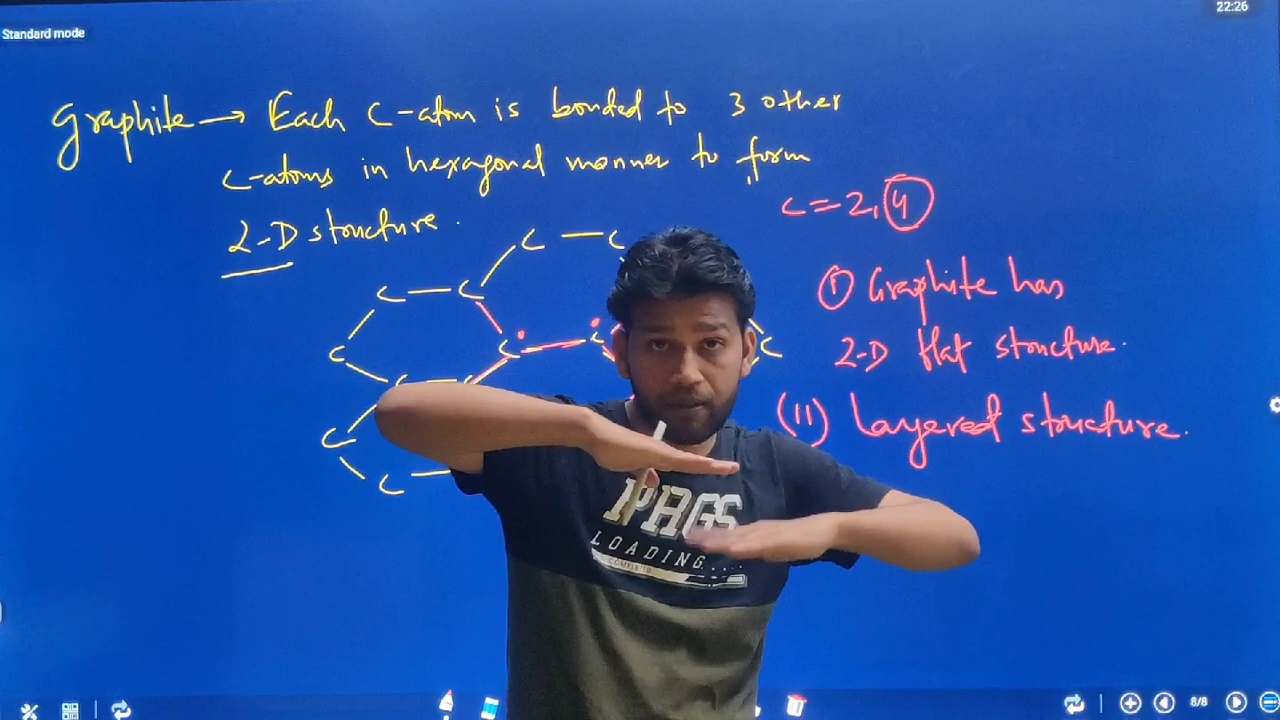 22:26
Standard mode
Graphite → Each C-atom is bonded to 3 other
C-atoms in hexagonal manner to form
2-D structure.
C = 2, 4
C — C
C — C
C
C — C
C
C
C
(I) Graphite has
2-D flat structure.
(II) Layered structure.
LOADING....
8/8